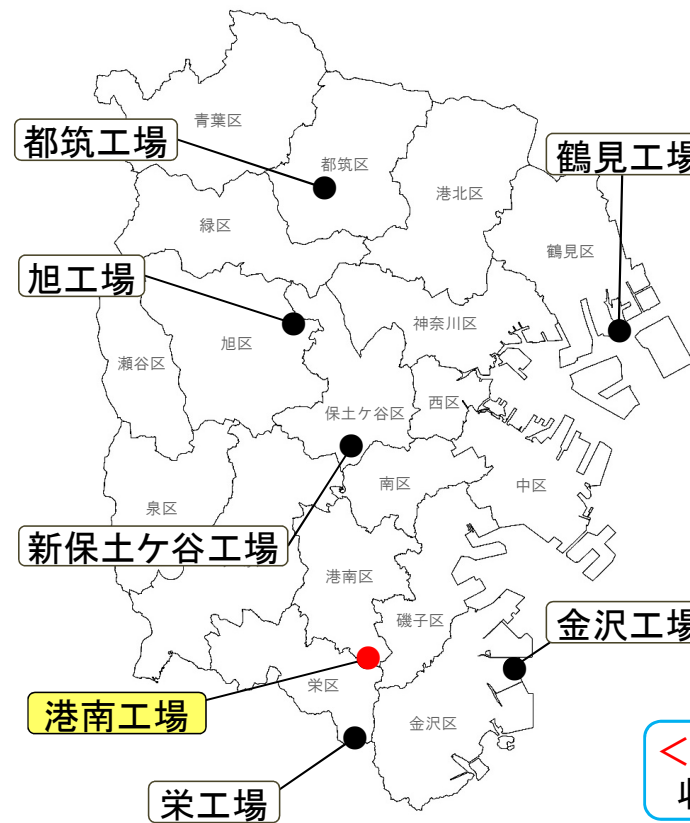 青葉区
都筑工場
鶴見工場
都筑区
港北区
緑区
鶴見区
旭工場
神奈川区
旭区
瀬谷区
西区
保土ケ谷区
南区
中区
泉区
新保土ケ谷工場
港南区
磯子区
金沢工場
栄区
港南工場
金沢区
栄工場
＜